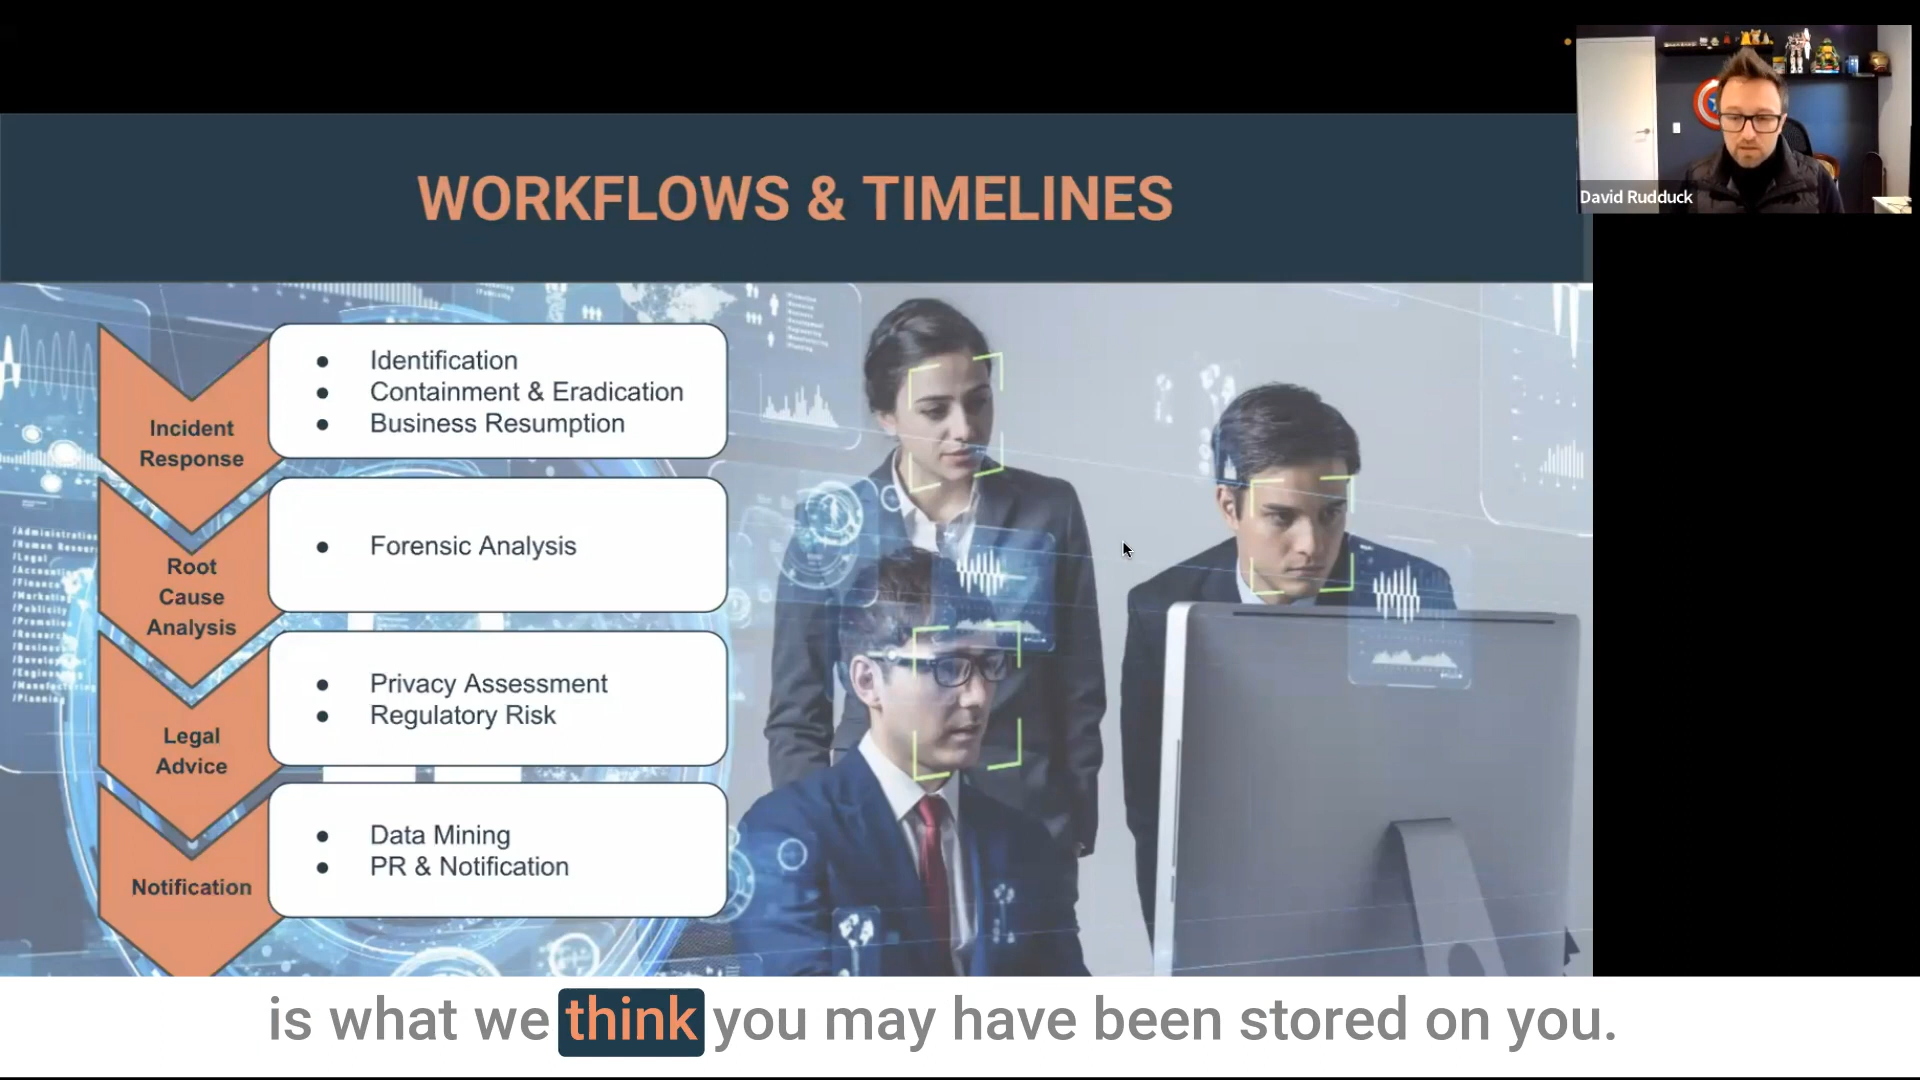 David Rudduck
WORKFLOWS & TIMELINES
Incident
Response
● Identification
● Containment & Eradication
● Business Resumption
Root
Cause
Analysis
● Forensic Analysis
Legal
Advice
● Privacy Assessment
● Regulatory Risk
Notification
● Data Mining
● PR & Notification
/Legal
/Planning
is what we think you may have been stored on you.